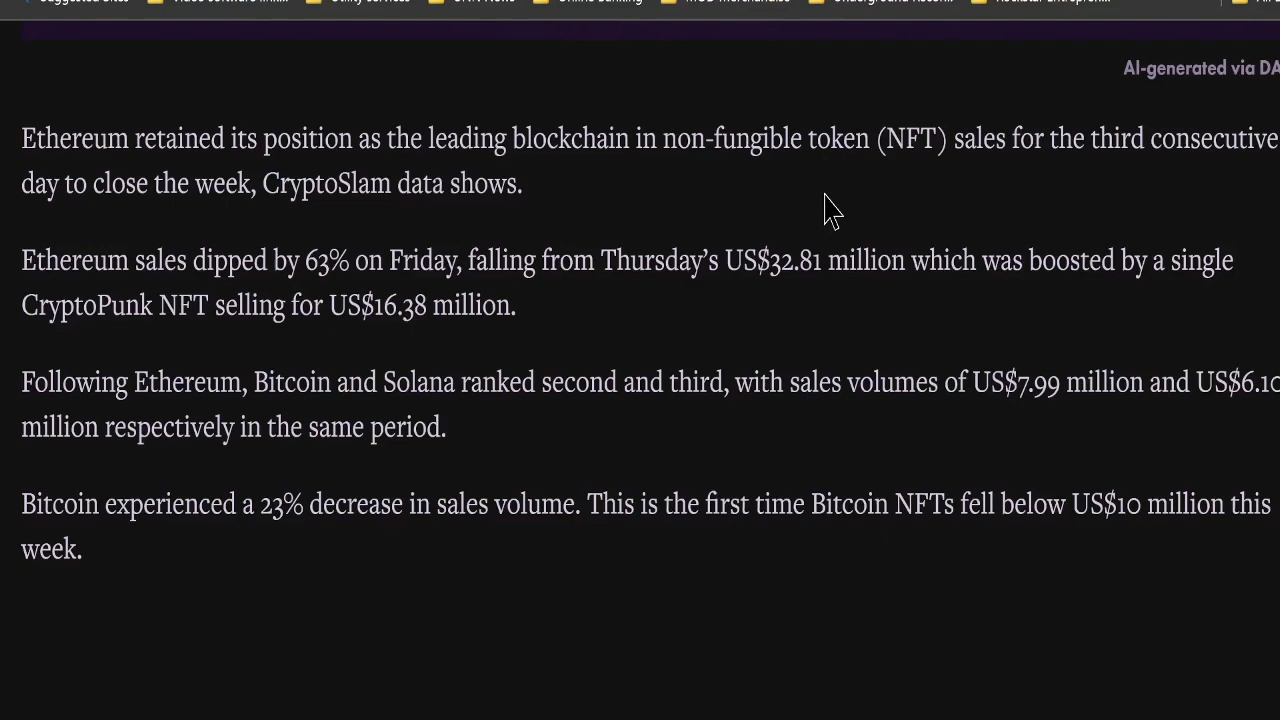 AI-generated via DA
Ethereum retained its position as the leading blockchain in non-fungible token (NFT) sales for the third consecutive
day to close the week, CryptoSlam data shows.
Ethereum sales dipped by 63% on Friday, falling from Thursday’s US$32.81 million which was boosted by a single
CryptoPunk NFT selling for US$16.38 million.
Following Ethereum, Bitcoin and Solana ranked second and third, with sales volumes of US$7.99 million and US$6.10
million respectively in the same period.
Bitcoin experienced a 23% decrease in sales volume. This is the first time Bitcoin NFTs fell below US$10 million this
week.